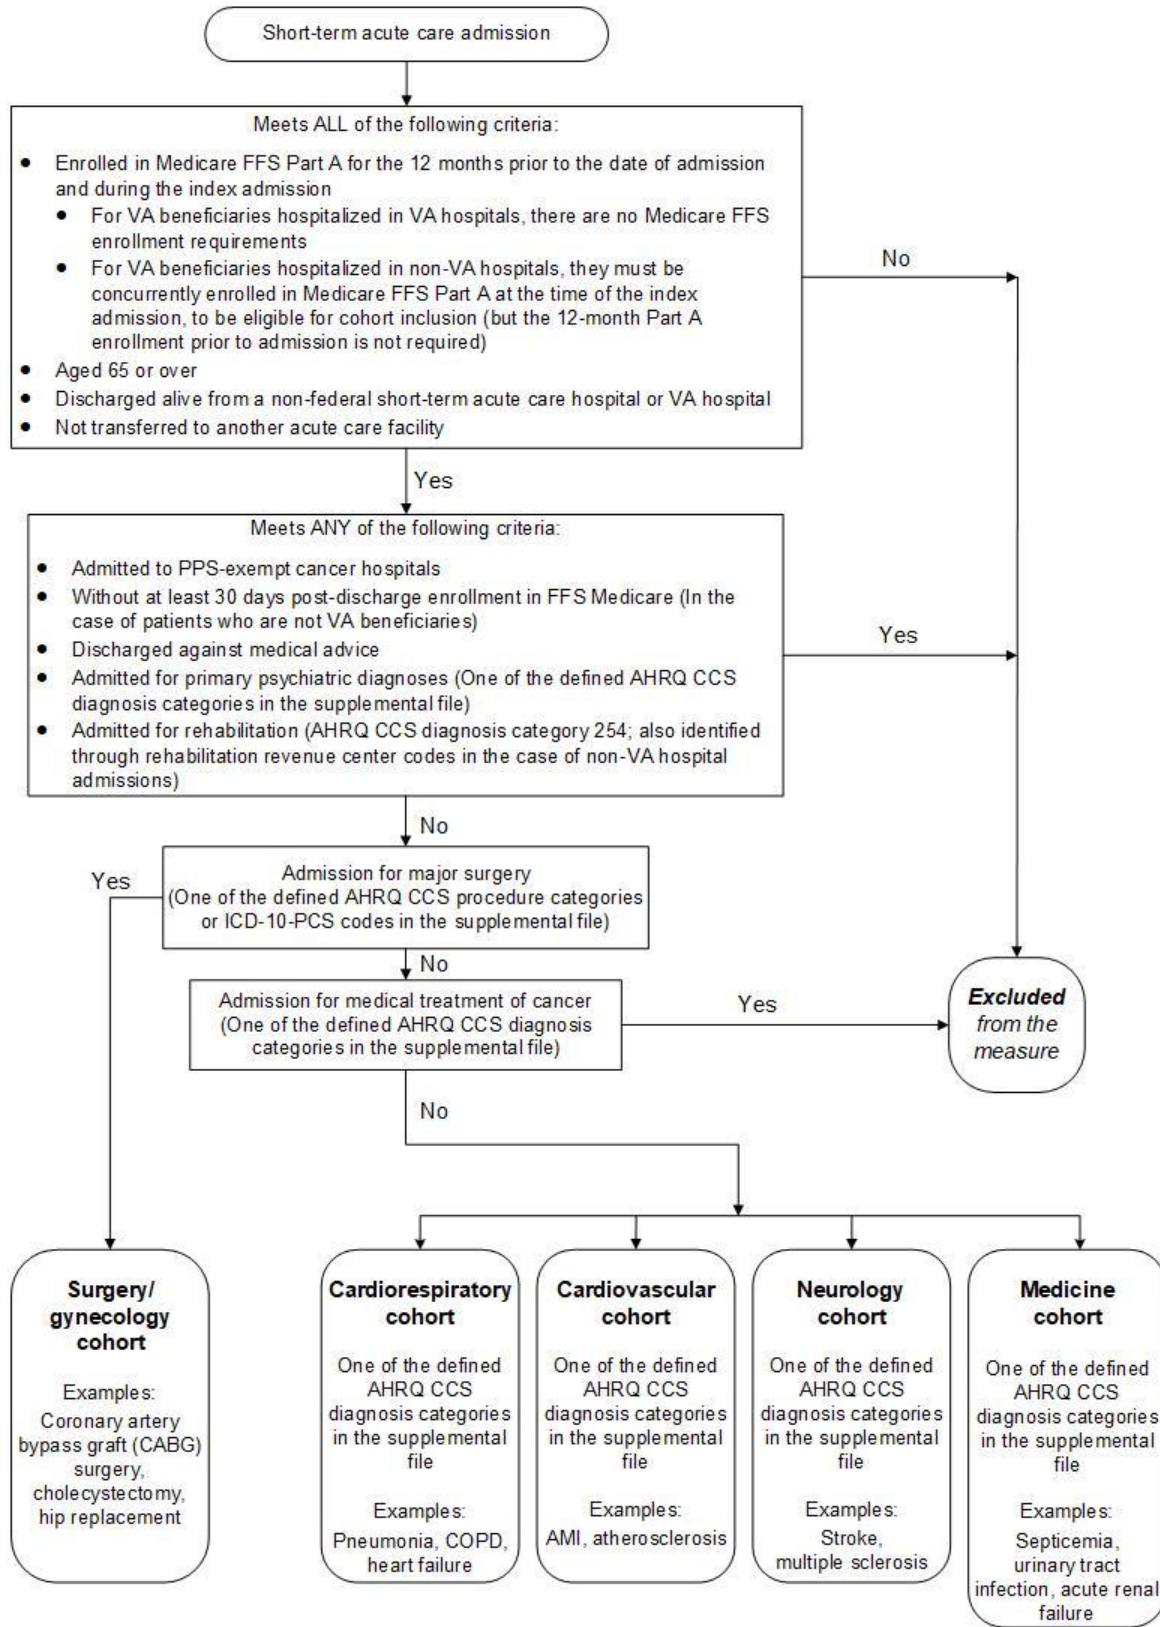 Short-term acute care admission
Meets ALL of the following criteria:
● Enrolled in Medicare FFS Part A for the 12 months prior to the date of admission
and during the index admission
● For VA beneficiaries hospitalized in VA hospitals, there are no Medicare FFS
enrollment requirements
● For VA beneficiaries hospitalized in non-VA hospitals, they must be
concurrently enrolled in Medicare FFS Part A at the time of the index
admission, to be eligible for cohort inclusion (but the 12-month Part A
enrollment prior to admission is not required)
● Aged 65 or over
● Discharged alive from a non-federal short-term acute care hospital or VA hospital
● Not transferred to another acute care facility
No
Yes
Meets ANY of the following criteria:
● Admitted to PPS-exempt cancer hospitals
● Without at least 30 days post-discharge enrollment in FFS Medicare (In the
case of patients who are not VA beneficiaries)
● Discharged against medical advice
● Admitted for primary psychiatric diagnoses (One of the defined AHRQ CCS
diagnosis categories in the supplemental file)
● Admitted for rehabilitation (AHRQ CCS diagnosis category 254; also identified
through rehabilitation revenue center codes in the case of non-VA hospital
admissions)
Yes
No
Admission for major surgery
(One of the defined AHRQ CCS procedure categories
or ICD-10-PCS codes in the supplemental file)
Yes
No
Admission for medical treatment of cancer
(One of the defined AHRQ CCS diagnosis
categories in the supplemental file)
Yes
Excluded
from the
measure
No
Surgery/
gynecology
cohort
Examples:
Coronary artery
bypass graft (CABG)
surgery,
cholecystectomy,
hip replacement
Cardiorespiratory
cohort
One of the defined
AHRQ CCS
diagnosis categories
in the supplemental
file
Examples:
Pneumonia, COPD,
heart failure
Cardiovascular
cohort
One of the defined
AHRQ CCS
diagnosis categories
in the supplemental
file
Examples:
AMI, atherosclerosis
Neurology
cohort
One of the defined
AHRQ CCS
diagnosis categories
in the supplemental
file
Examples:
Stroke,
multiple sclerosis
Medicine
cohort
One of the defined
AHRQ CCS
diagnosis categories
in the supplemental
file
Examples:
Septicemia,
urinary tract
infection, acute renal
failure